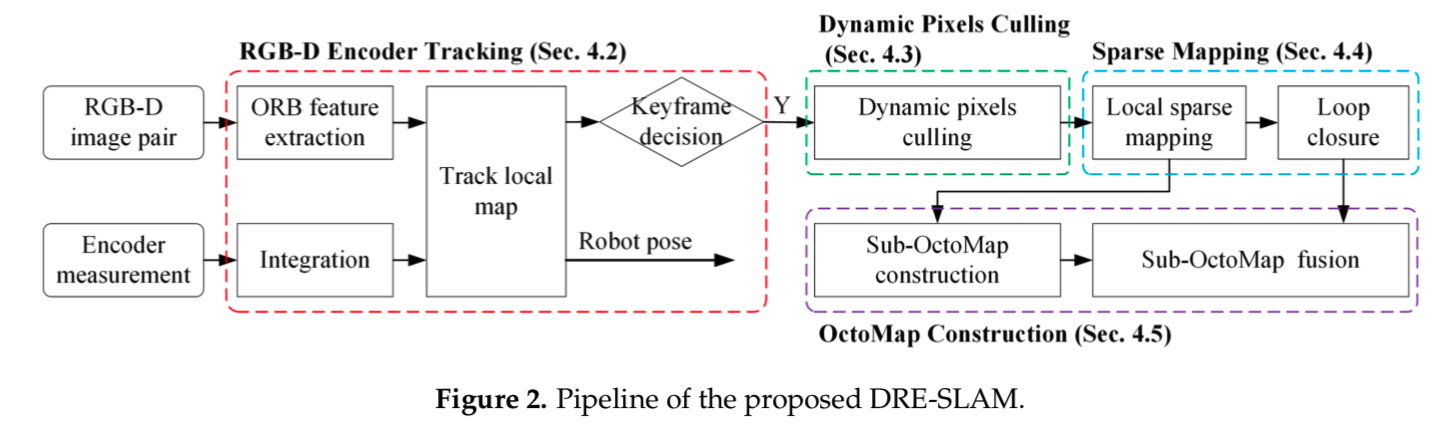 RGB-D Encoder Tracking (Sec. 4.2)
Dynamic Pixels Culling
(Sec. 4.3)
Sparse Mapping (Sec. 4.4)
RGB-D
image pair
ORB feature
extraction
Track local
map
Keyframe
decision
Y
Dynamic pixels
culling
Local sparse
mapping
Loop
closure
Encoder
measurement
Integration
Robot pose
Sub-OctoMap
construction
Sub-OctoMap fusion
OctoMap Construction (Sec. 4.5)
Figure 2. Pipeline of the proposed DRE-SLAM.